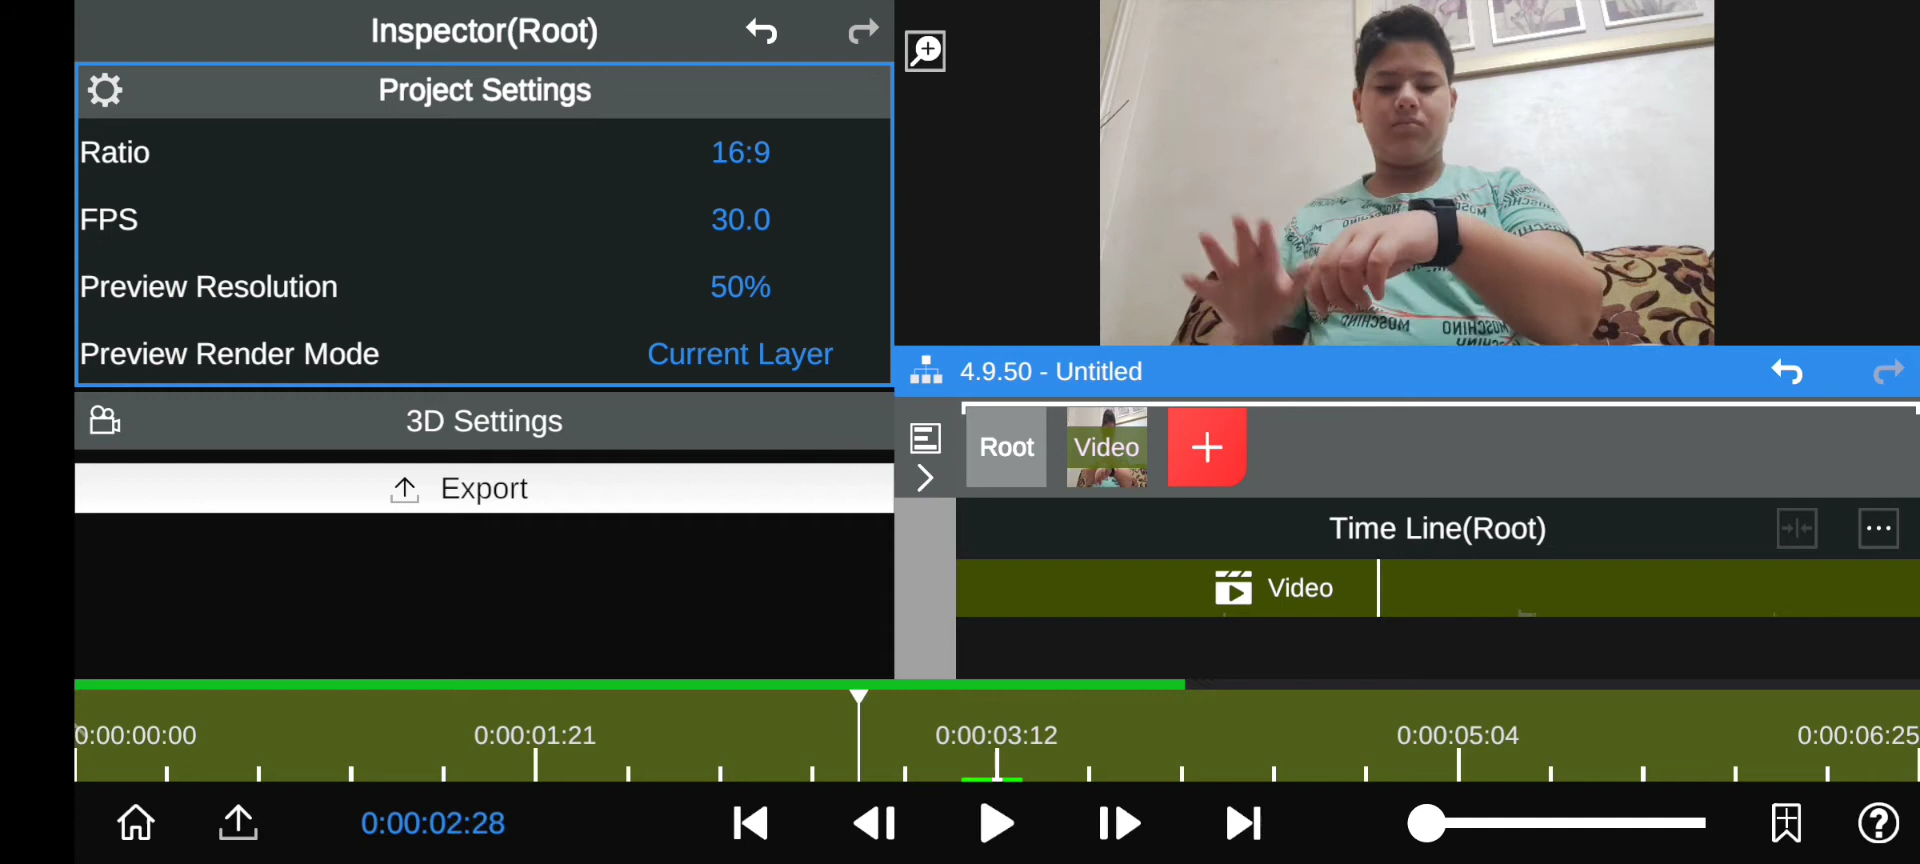 Inspector(Root)
Project Settings
Ratio 16:9
FPS 30.0
Preview Resolution 50%
Preview Render Mode Current Layer
3D Settings
Export
MOSCHINO
MOSCHINO
4.9.50 - Untitled
Root Video +
Time Line(Root)
Video
0:00:00:00 0:00:01:21 0:00:03:12 0:00:05:04 0:00:06:25
0:00:02:28